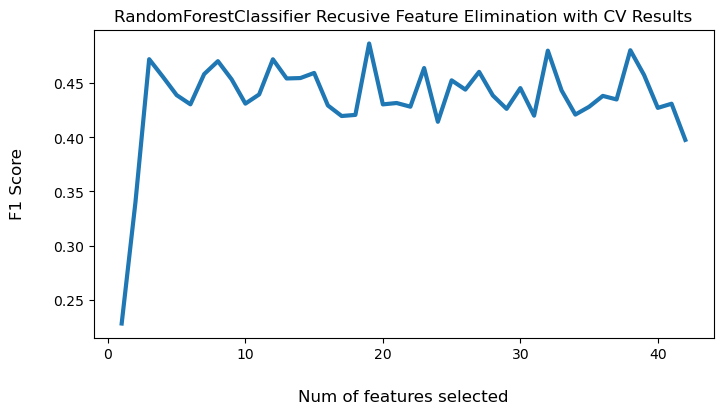 RandomForestClassifier Recusive Feature Elimination with CV Results
0.45
0.40
0.35
0.30
0.25
F1 Score
0 10 20 30 40
Num of features selected